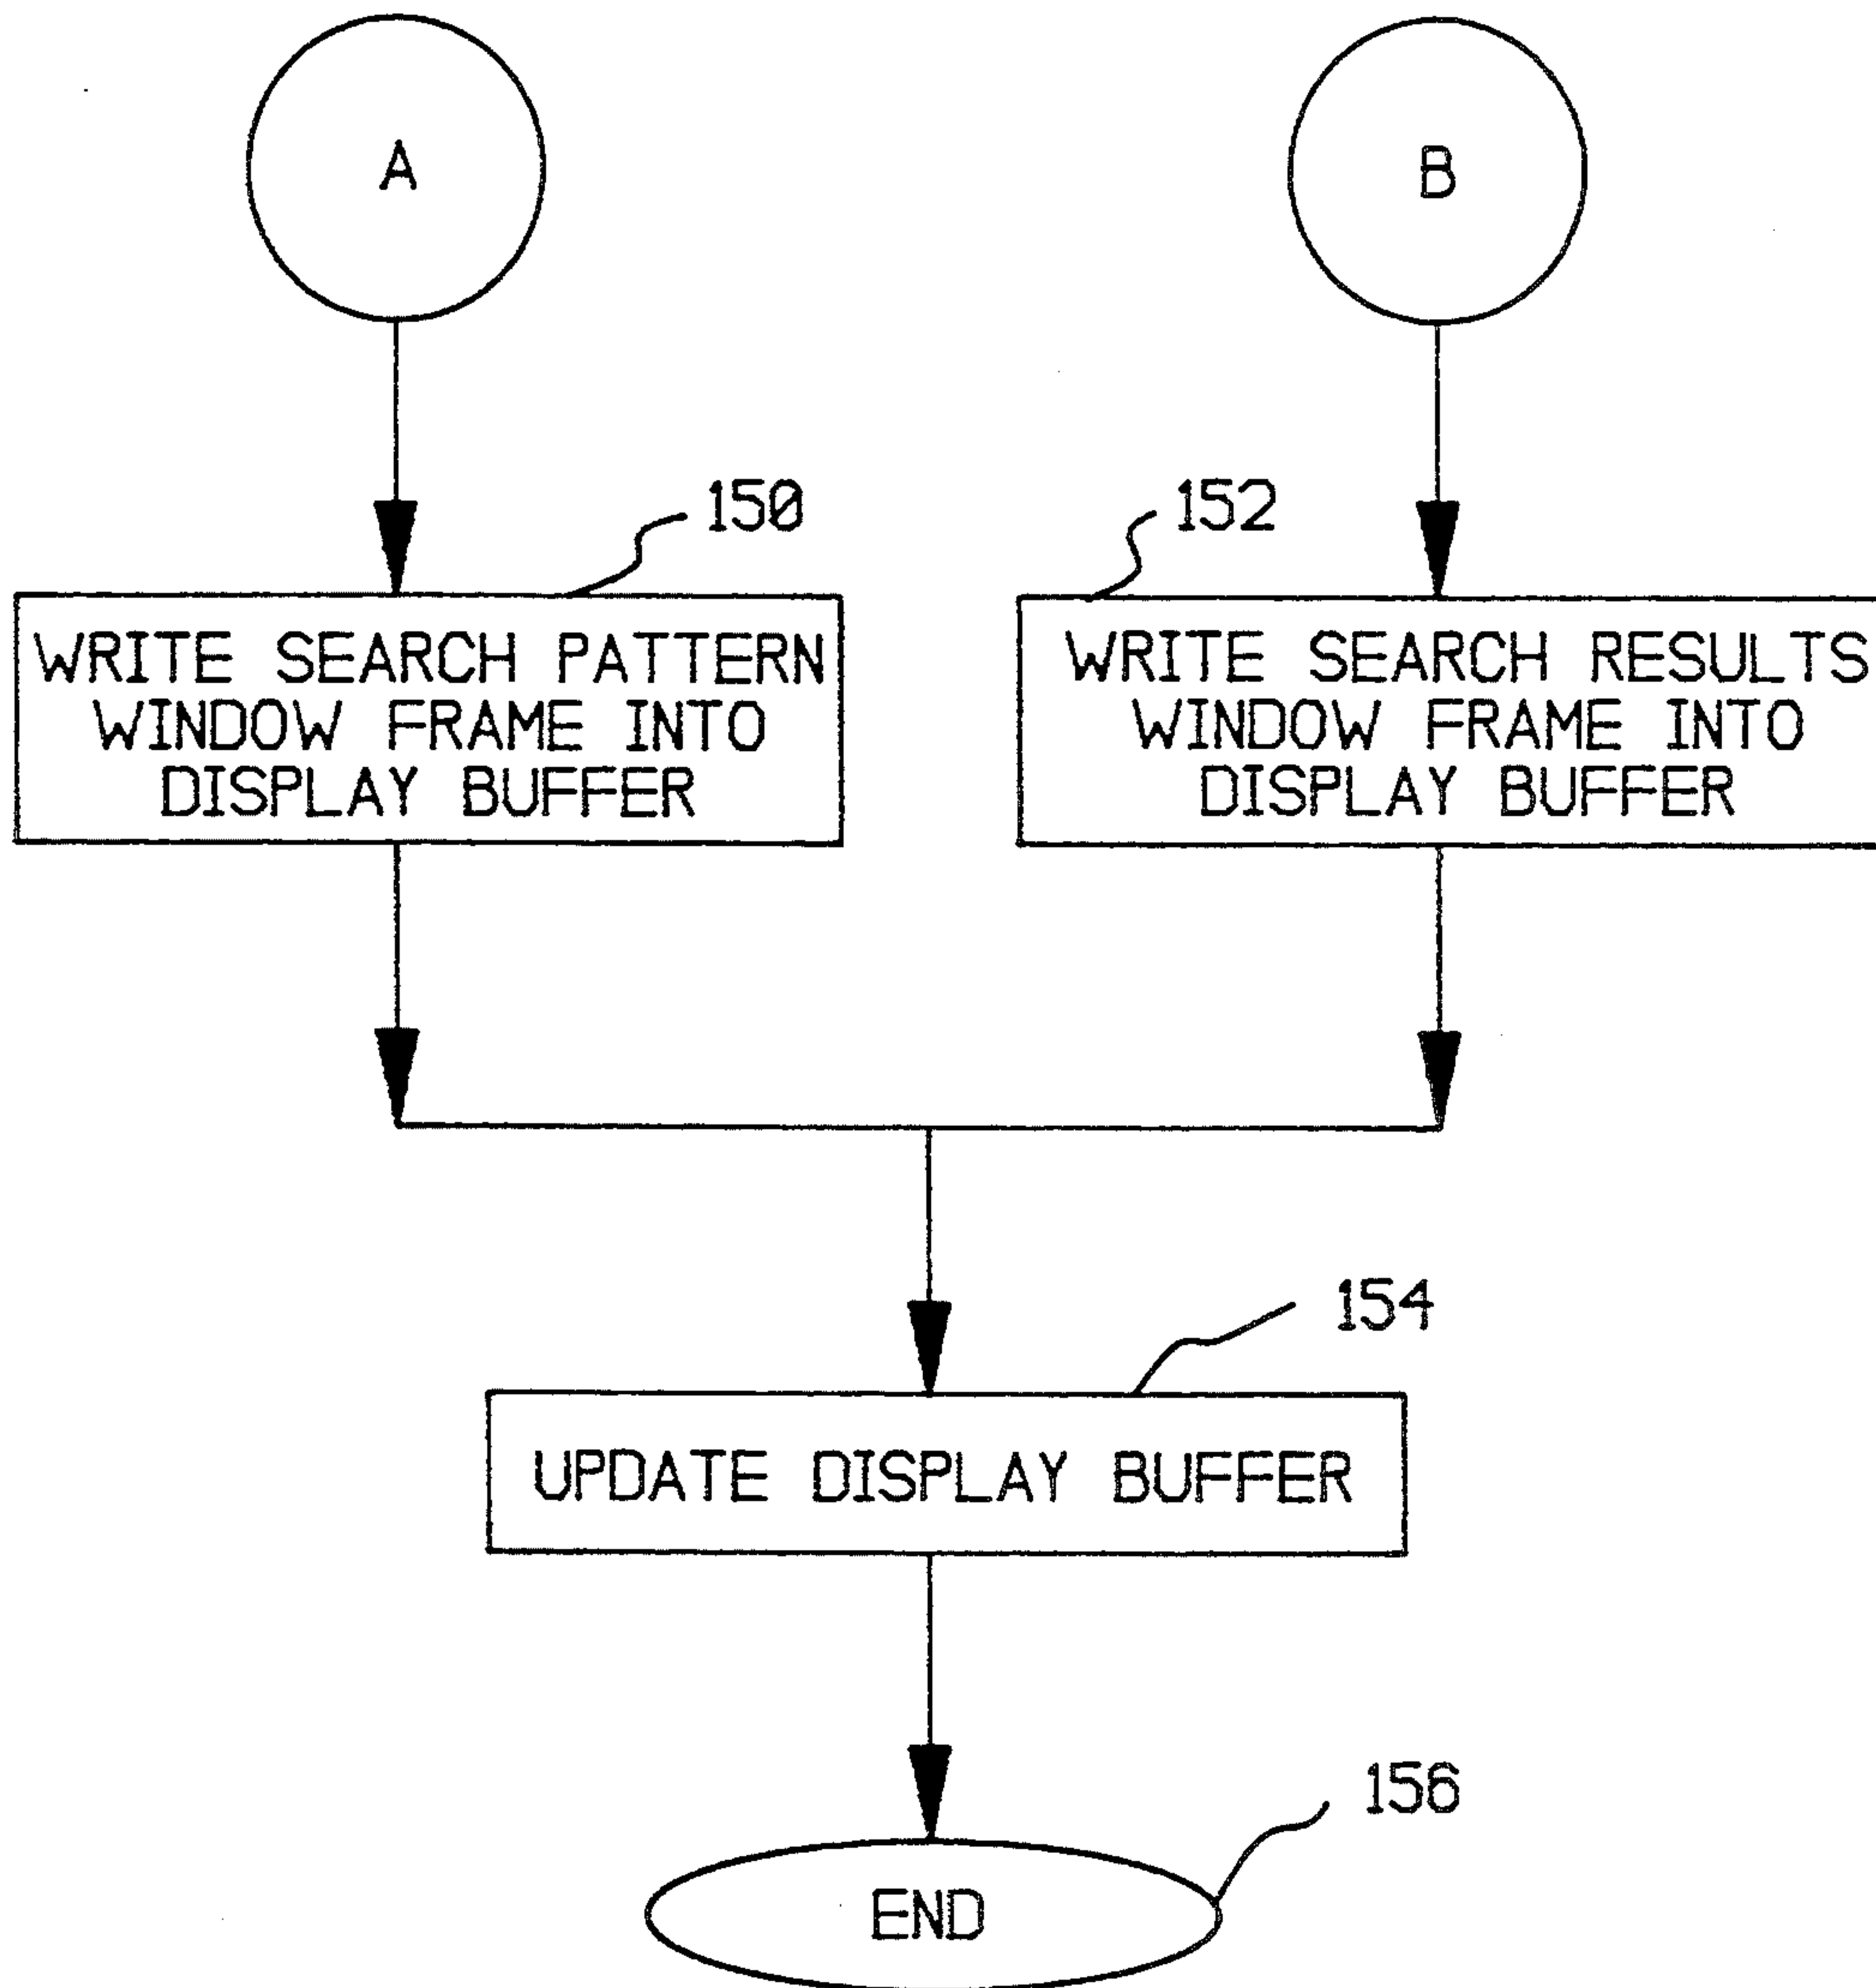 A
B
150
152
WRITE SEARCH PATTERN
WINDOW FRAME INTO
DISPLAY BUFFER
WRITE SEARCH RESULTS
WINDOW FRAME INTO
DISPLAY BUFFER
154
UPDATE DISPLAY BUFFER
156
END